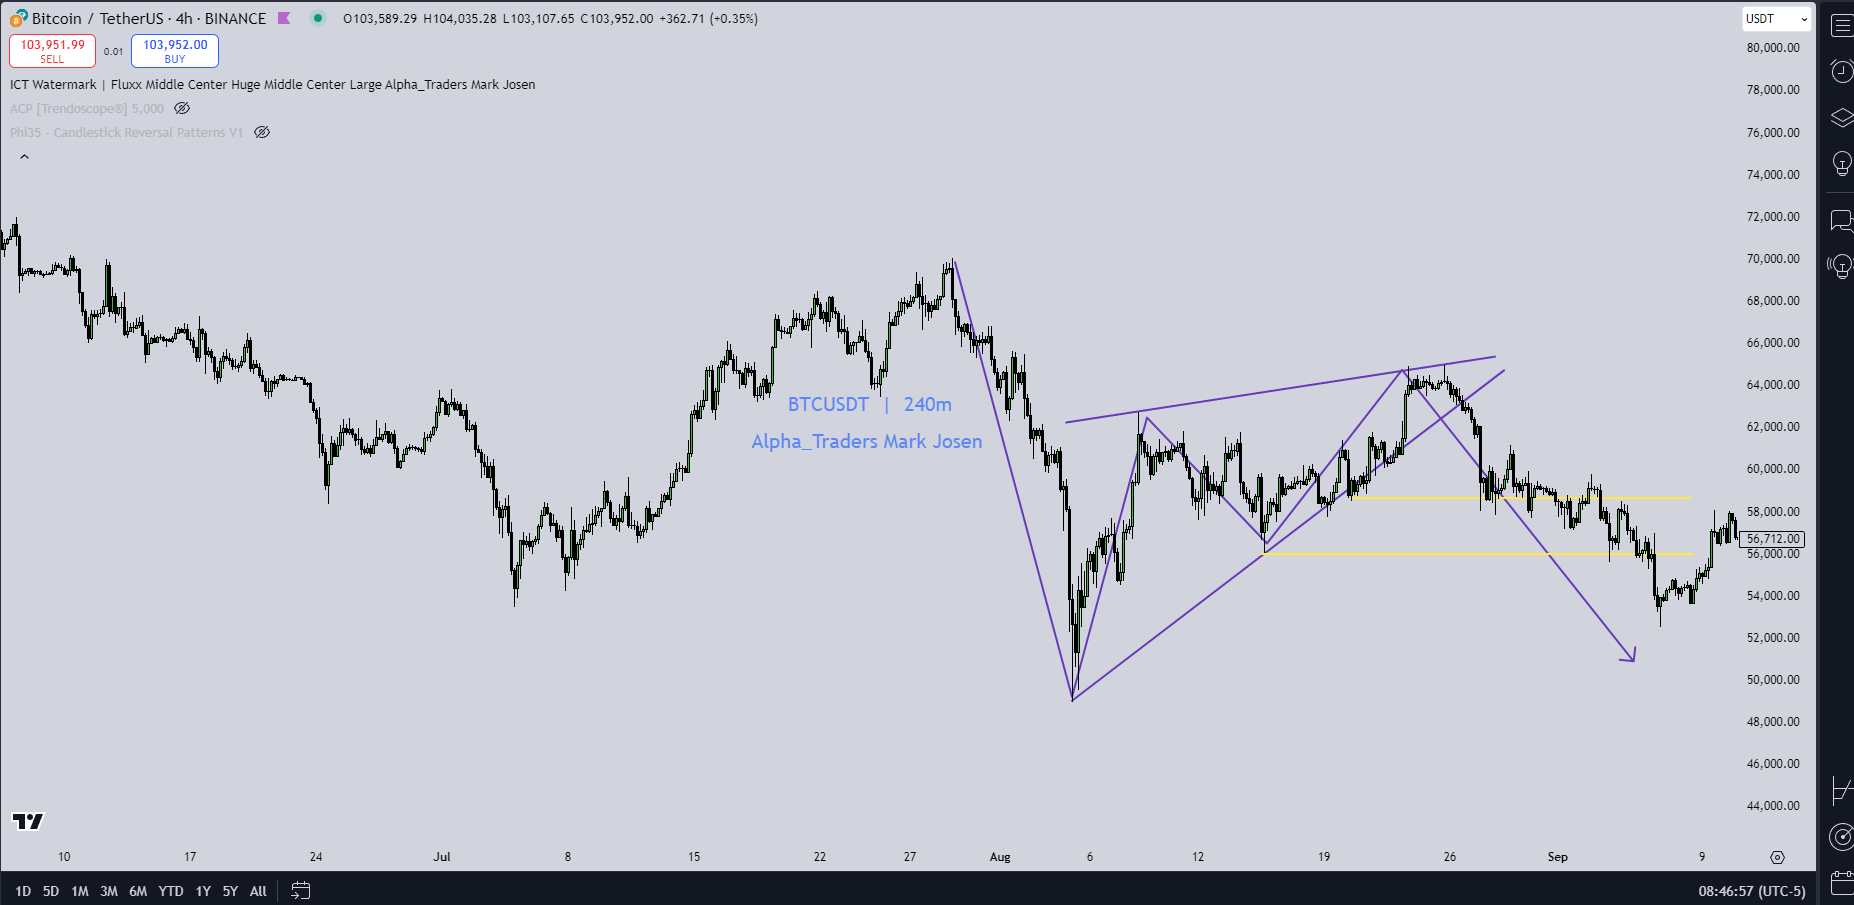 Bitcoin / TetherUS · 4h · BINANCE O103,589.29 H104,035.28 L103,107.65 C103,952.00 +362.71 (+0.35%)
USDT
103,951.99
SELL
0.01
103,952.00
BUY
ICT Watermark | Fluxx Middle Center Huge Middle Center Large Alpha_Traders Mark Josen
ACP [Trendoscope®] 5,000
Phi35 - Candlestick Reversal Patterns V1
80,000.00
78,000.00
76,000.00
74,000.00
72,000.00
70,000.00
68,000.00
66,000.00
64,000.00
62,000.00
60,000.00
58,000.00
56,712.00
56,000.00
54,000.00
52,000.00
50,000.00
48,000.00
46,000.00
44,000.00
BTCUSDT | 240m
Alpha_Traders Mark Josen
10 17 24 Jul 8 15 22 27 Aug 6 12 19 26 Sep 9
1D 5D 1M 3M 6M YTD 1Y 5Y All
08:46:57 (UTC-5)